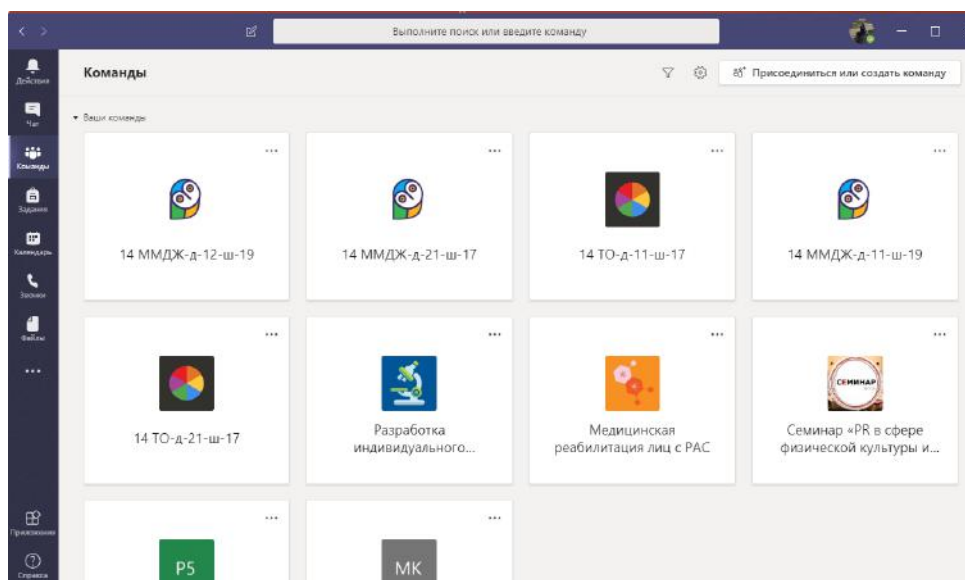 Выполните поиск или введите команду
Действия
Чат
Команды
Задания
Календарь
Звонки
Файлы
Приложения
Справка
Команды
Присоединиться или создать команду
Ваши команды
14 ММДЖ-д-12-ш-19
14 ММДЖ-д-21-ш-17
14 ТО-д-11-ш-17
14 ММДЖ-д-11-ш-19
14 ТО-д-21-ш-17
Разработка
индивидуального...
Медицинская
реабилитация лиц с РАС
СЕМИНАР
Семинар «PR в сфере
физической культуры и...
Р5
МК